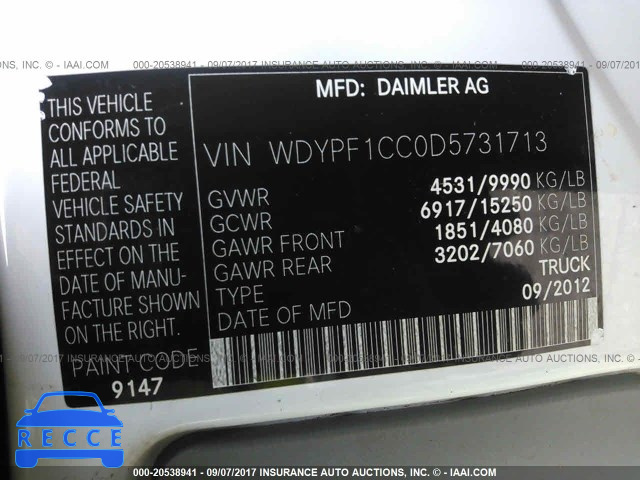 000-20538941 - 09/07/2017 INSURANCE AUTO AUCTIONS, INC. - © IAAI.COM
MFD: DAIMLER AG
THIS VEHICLE
CONFORMS TO
ALL APPLICABLE
FEDERAL
VEHICLE SAFETY
STANDARDS IN
EFFECT ON THE
DATE OF MANU-
FACTURE SHOWN
ON THE RIGHT.
PAINT CODE
9147
VIN WDYPF1CC0D5731713
GVWR 4531/9990 KG/LB
GCWR 6917/15250 KG/LB
GAWR FRONT 1851/4080 KG/LB
GAWR REAR 3202/7060 KG/LB
TYPE TRUCK
DATE OF MFD 09/2012
RECCE
000-20538941 - 09/07/2017 INSURANCE AUTO AUCTIONS, INC. - © IAAI.COM